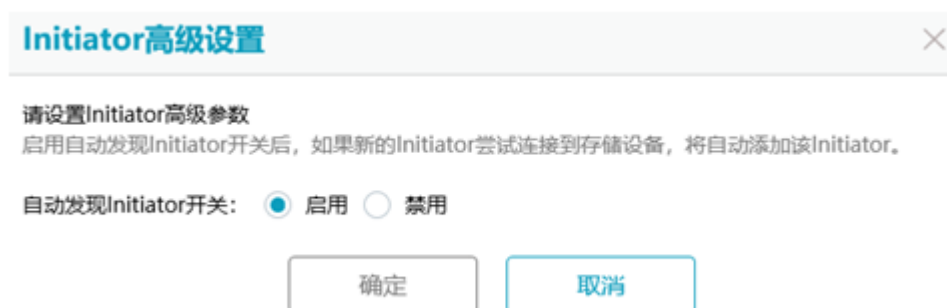 Initiator高级设置
请设置Initiator高级参数
启用自动发现Initiator开关后，如果新的Initiator尝试连接到存储设备，将自动添加该Initiator。
自动发现Initiator开关： 启用 禁用
确定 取消